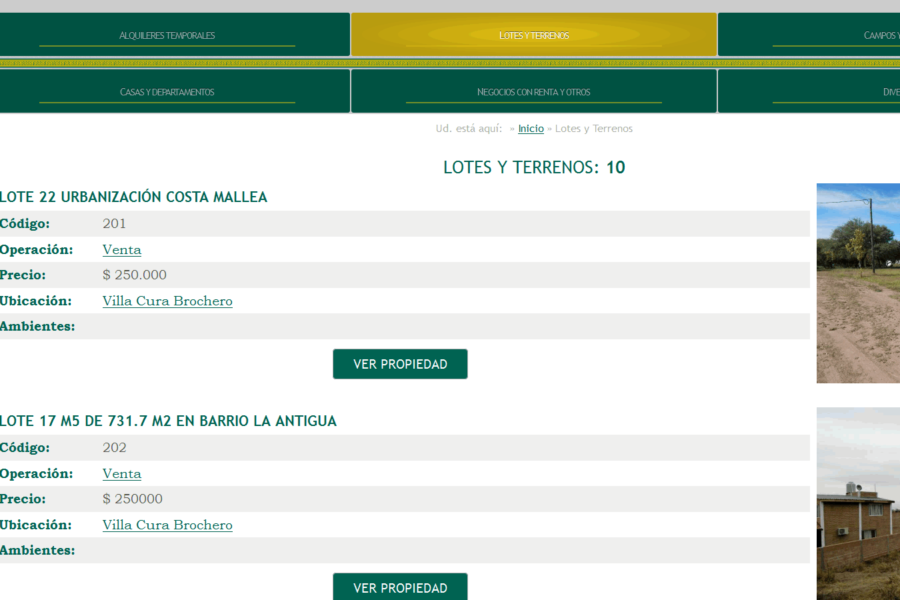 ALQUILERES TEMPORALES
LOTES Y TERRENOS
CAMPOS Y
CASAS Y DEPARTAMENTOS
NEGOCIOS CON RENTA Y OTROS
DIVE
Ud. está aquí: » Inicio » Lotes y Terrenos
LOTES Y TERRENOS: 10
LOTE 22 URBANIZACIÓN COSTA MALLEA
Código: 201
Operación: Venta
Precio: $ 250.000
Ubicación: Villa Cura Brochero
Ambientes:
VER PROPIEDAD
LOTE 17 M5 DE 731.7 M2 EN BARRIO LA ANTIGUA
Código: 202
Operación: Venta
Precio: $ 250000
Ubicación: Villa Cura Brochero
Ambientes:
VER PROPIEDAD